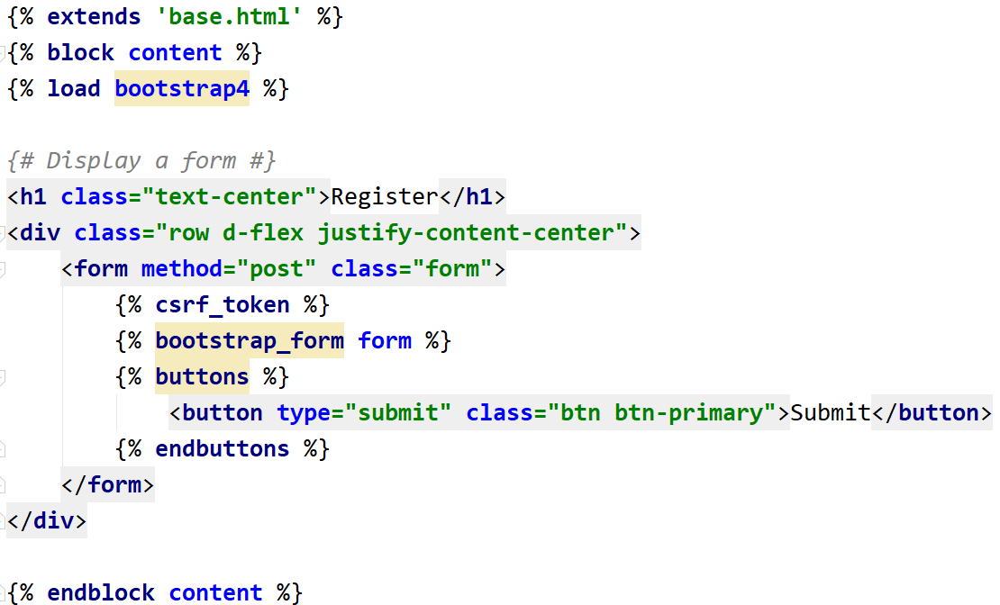 {% extends 'base.html' %}
{% block content %}
{% load bootstrap4 %}

{# Display a form #}
<h1 class="text-center">Register</h1>
<div class="row d-flex justify-content-center">
    <form method="post" class="form">
        {% csrf_token %}
        {% bootstrap_form form %}
        {% buttons %}
            <button type="submit" class="btn btn-primary">Submit</button>
        {% endbuttons %}
    </form>
</div>

{% endblock content %}